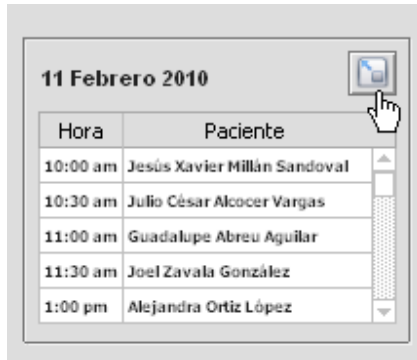 11 Febrero 2010
Hora Paciente
10:00 am Jesús Xavier Millán Sandoval
10:30 am Julio César Alcocer Vargas
11:00 am Guadalupe Abreu Aguilar
11:30 am Joel Zavala González
1:00 pm Alejandra Ortiz López